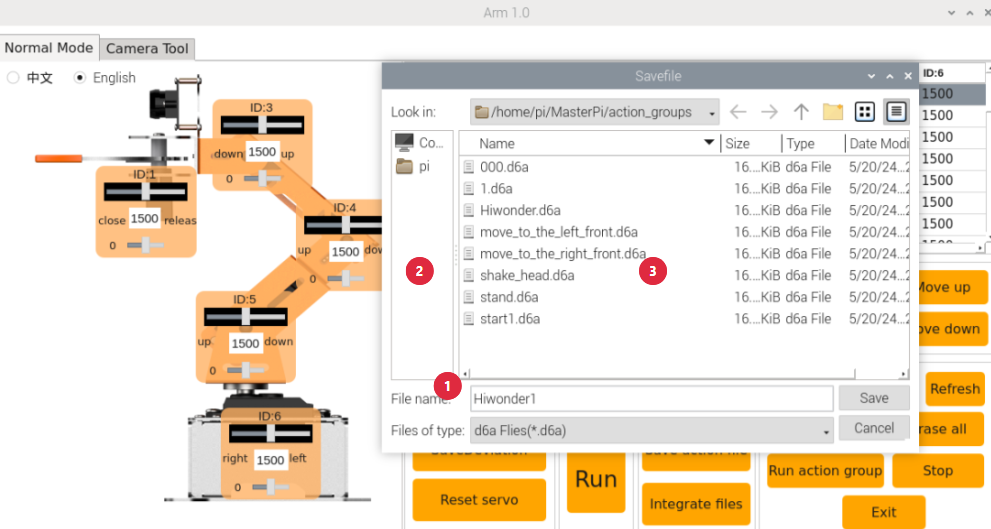 Arm 1.0
Normal Mode Camera Tool
中文 English
ID:3
down 1500 up
0
ID:1
close 1500 releas
0
ID:4
up 1500 dow
0
ID:5
up 1500 down
0
ID:6
right 1500 left
0
Savefile
Look in: /home/pi/MasterPi/action_groups
Co...
pi
Name Size Type Date Modi
000.d6a 16....KiB d6a File 5/20/24...2
1.d6a 16....KiB d6a File 5/20/24...2
Hiwonder.d6a 16....KiB d6a File 5/20/24...2
move_to_the_left_front.d6a 16....KiB d6a File 5/20/24...2
move_to_the_right_front.d6a 16....KiB d6a File 5/20/24...2
shake_head.d6a 16....KiB d6a File 5/20/24...2
stand.d6a 16....KiB d6a File 5/20/24...2
start1.d6a 16....KiB d6a File 5/20/24...2
2
3
1
File name: Hiwonder1 Save
Files of type: d6a Flies(*.d6a) Cancel
ID:6
1500
1500
1500
1500
1500
1500
1500
1500
Move up
ove down
Refresh
rase all
SaveDeviation
Reset servo
Run
Save action file
Integrate files
Run action group Stop
Exit